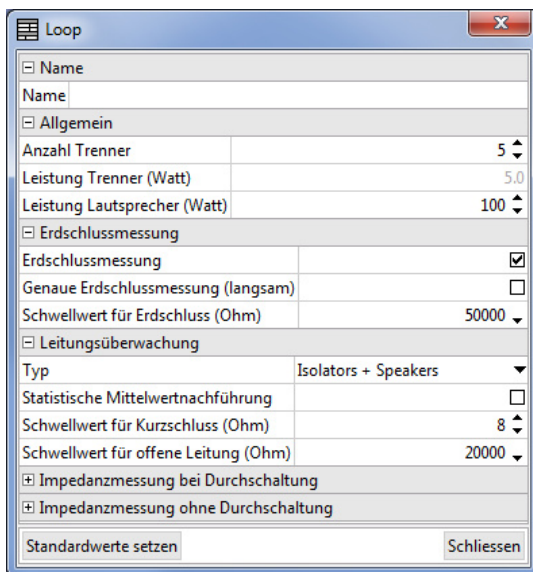 Loop
Name
Name
Allgemein
Anzahl Trenner 5
Leistung Trenner (Watt) 5.0
Leistung Lautsprecher (Watt) 100
Erdschlussmessung
Erdschlussmessung
Genaue Erdschlussmessung (langsam)
Schwellwert für Erdschluss (Ohm) 50000
Leitungsüberwachung
Typ Isolators + Speakers
Statistische Mittelwertnachführung
Schwellwert für Kurzschluss (Ohm) 8
Schwellwert für offene Leitung (Ohm) 20000
Impedanzmessung bei Durchschaltung
Impedanzmessung ohne Durchschaltung
Standardwerte setzen Schliessen